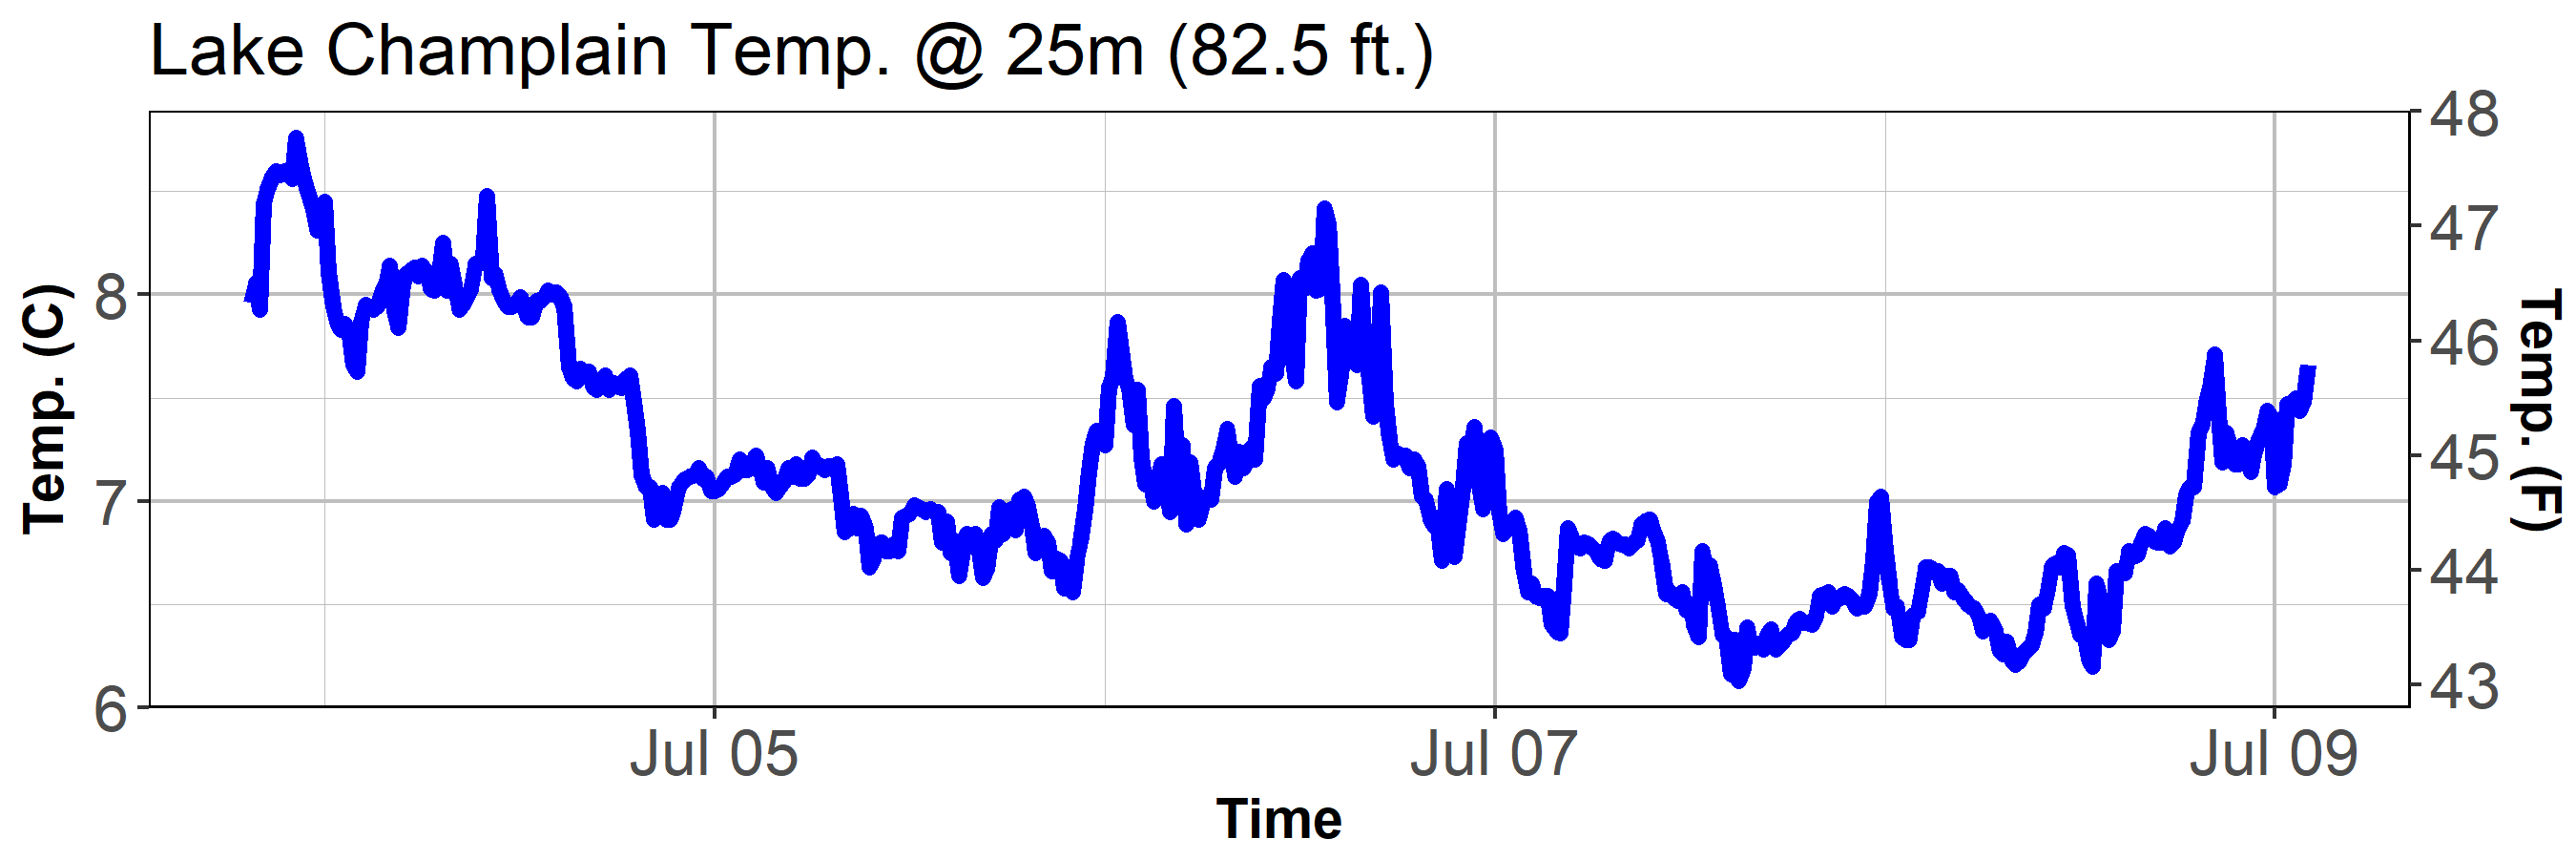 Lake Champlain Temp. @ 25m (82.5 ft.)
Temp. (C)
8
7
6
48
47
46
45
44
43
Temp. (F)
Jul 05
Jul 07
Jul 09
Time